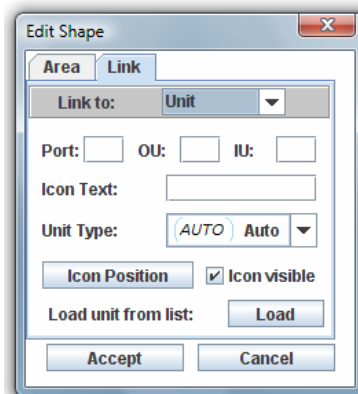 Edit Shape
Area Link
Link to: Unit
Port: OU: IU:
Icon Text:
Unit Type: AUTO Auto
Icon Position Icon visible
Load unit from list: Load
Accept Cancel